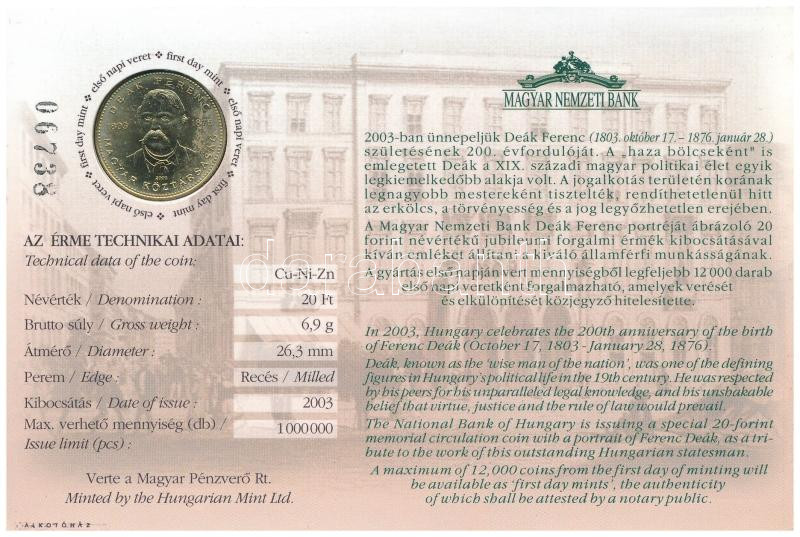 06738
első napi veret ❖ first day mint ❖ első napi veret ❖ first day mint ❖ első napi veret ❖ first day mint ❖
DEÁK FERENC
MAGYAR KÖZTÁRSASÁG
MAGYAR NEMZETI BANK
AZ ÉRME TECHNIKAI ADATAI:
Technical data of the coin:
Cu-Ni-Zn
Névérték / Denomination : 20 Ft
Brutto súly / Gross weight : 6,9 g
Átmérő / Diameter : 26,3 mm
Perem / Edge : Recés / Milled
Kibocsátás / Date of issue : 2003
Max. verhető mennyiség (db) /
Issue limit (pcs) : 1000000
Verte a Magyar Pénzverő Rt.
Minted by the Hungarian Mint Ltd.
2003-ban ünnepeljük Deák Ferenc (1803. október 17. – 1876. január 28.)
születésének 200. évfordulóját. A „haza bölcseként" is
emlegetett Deák a XIX. századi magyar politikai élet egyik
legkiemelkedőbb alakja volt. A jogalkotás területén korának
legnagyobb mestereként tisztelték, rendíthetetlenül hitt
az erkölcs, a törvényesség és a jog legyőzhetetlen erejében.
A Magyar Nemzeti Bank Deák Ferenc portréját ábrázoló 20
forint névértékű jubileumi forgalmi érmék kibocsátásával
kíván emléket állítani a kiváló államférfi munkásságának.
A gyártás első napján vert mennyiségből legfeljebb 12 000 darab
első napi veretként forgalmazható, amelyek verését
és elkülönítését közjegyző hitelesítette.
In 2003, Hungary celebrates the 200th anniversary of the birth
of Ferenc Deák (October 17, 1803 - January 28, 1876).
Deák, known as the 'wise man of the nation', was one of the defining
figures in Hungary's political life in the 19th century. He was respected
by his peers for his unparalleled legal knowledge, and his unshakable
belief that virtue, justice and the rule of law would prevail.
The National Bank of Hungary is issuing a special 20-forint
memorial circulation coin with a portrait of Ferenc Deák, as a tri-
bute to the work of this outstanding Hungarian statesman.
A maximum of 12,000 coins from the first day of minting will
be available as 'first day mints', the authenticity
of which shall be attested by a notary public.